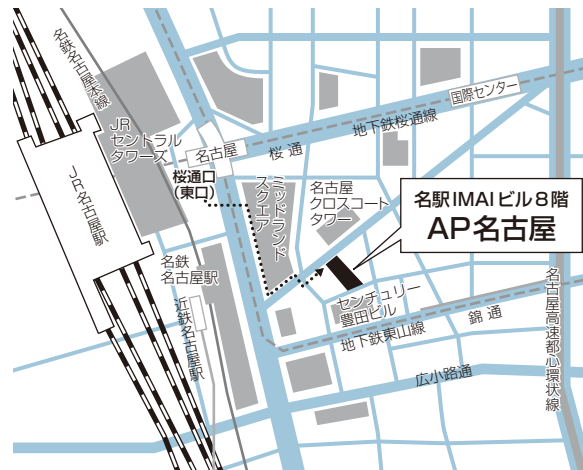 名鉄名古屋本線
JR
セントラル
タワーズ
JR名古屋駅
名古屋
桜通
地下鉄桜通線
国際センター
桜通口
(東口)
ミッドランド
スクエア
名古屋
クロスコート
タワー
名駅IMAIビル8階
AP名古屋
名鉄
名古屋駅
近鉄名古屋駅
センチュリー
豊田ビル
地下鉄東山線
錦通
広小路通
名古屋高速都心環状線